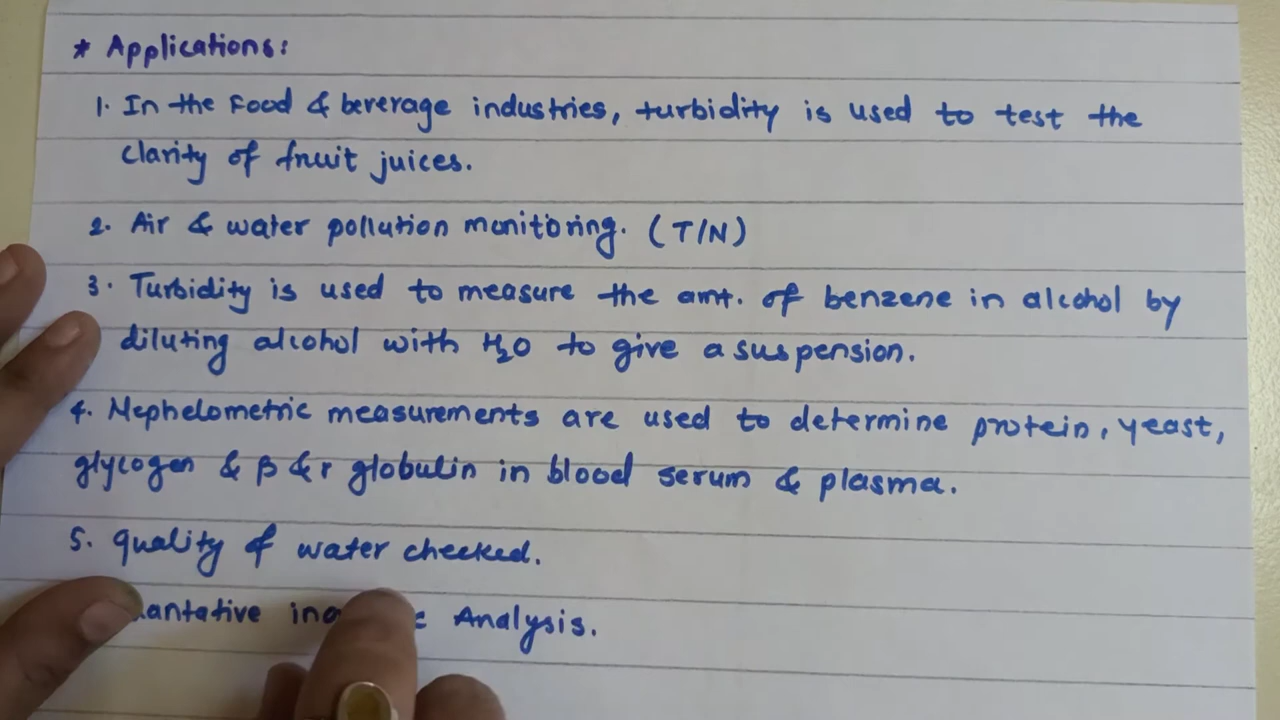 * Applications:
1. In the Food & beverage industries, turbidity is used to test the
clarity of fruit juices.
2. Air & water pollution monitoring. (T/N)
3. Turbidity is used to measure the amt. of benzene in alcohol by
diluting alcohol with H₂O to give a suspension.
4. Nephelometric measurements are used to determine protein, yeast,
glycogen & β & r globulin in blood serum & plasma.
5. quality of water checked.
Analysis.